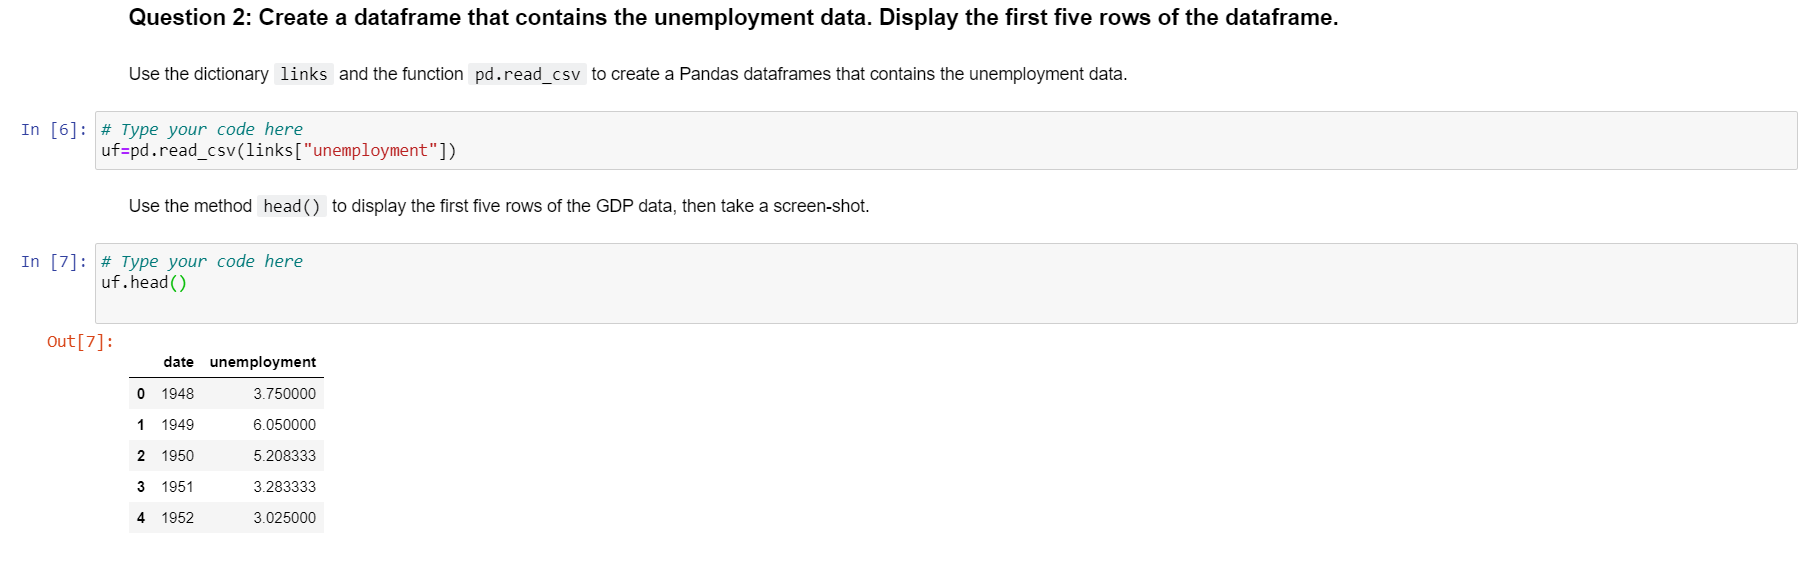 Question 2: Create a dataframe that contains the unemployment data. Display the first five rows of the dataframe.
Use the dictionary links and the function pd.read_csv to create a Pandas dataframes that contains the unemployment data.
In [6]: # Type your code here
uf=pd.read_csv(links["unemployment"])
Use the method head() to display the first five rows of the GDP data, then take a screen-shot.
In [7]: # Type your code here
uf.head()
Out[7]:
date unemployment
0 1948 3.750000
1 1949 6.050000
2 1950 5.208333
3 1951 3.283333
4 1952 3.025000